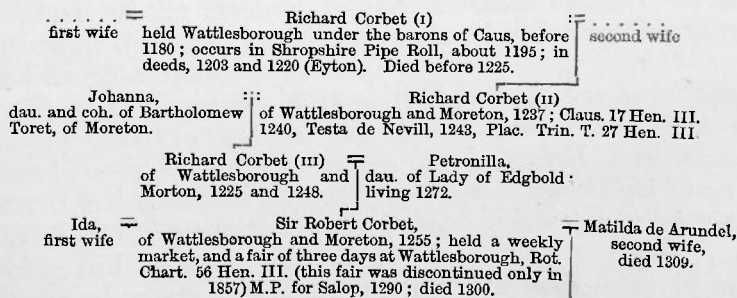 Richard Corbet (I)
first wife
held Wattlesborough under the barons of Caus, before
second wife
1180 ; occurs in Shropshire Pipe Roll, about 1195 ; in
deeds, 1203 and 1220 (Eyton). Died before 1225.
Johanna,
dau. and coh. of Bartholomew
Toret, of Moreton.
Richard Corbet (II)
of Wattlesborough and Moreton, 1237 ; Claus. 17 Hen. III.
1240, Testa de Nevill, 1243, Plac. Trin. T. 27 Hen. III
Richard Corbet (III)
of Wattlesborough and
Morton, 1225 and 1248.
Petronilla,
dau. of Lady of Edgbold
living 1272.
Ida,
first wife
Sir Robert Corbet,
of Wattlesborough and Moreton, 1255 ; held a weekly
market, and a fair of three days at Wattlesborough, Rot.
Chart. 56 Hen. III. (this fair was discontinued only in
1857) M.P. for Salop, 1290 ; died 1300.
Matilda de Arundel,
second wife,
died 1309.